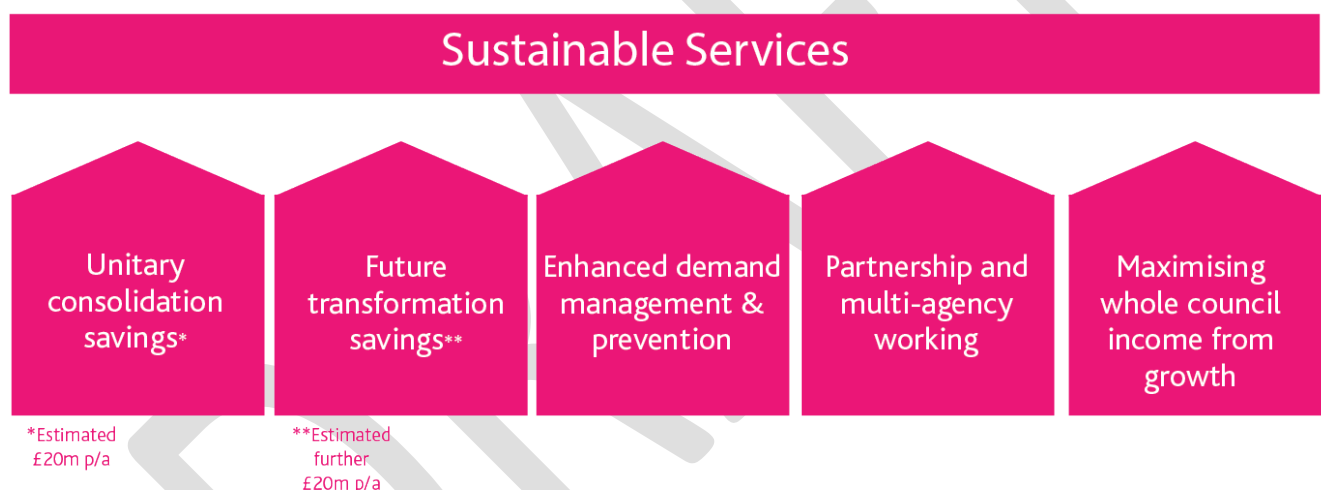 Sustainable Services
Unitary
consolidation
savings*
Future
transformation
savings**
Enhanced demand
management &
prevention
Partnership and
multi-agency
working
Maximising
whole council
income from
growth
*Estimated
£20m p/a
**Estimated
further
£20m p/a